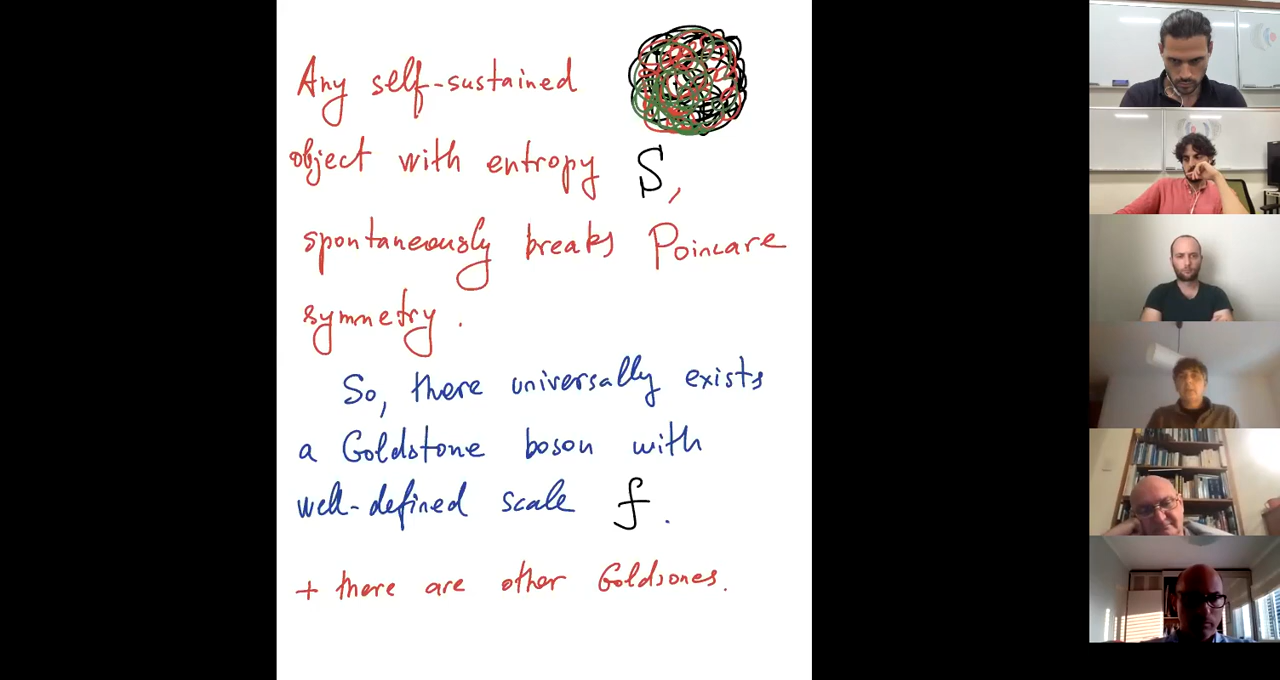 Any self-sustained
object with entropy S,
spontaneously breaks Poincare
symmetry.
So, there universally exists
a Goldstone boson with
well-defined scale f.
+ there are other Goldsones.